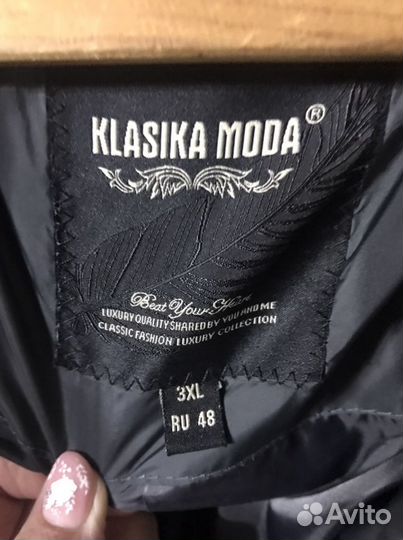 KLASIKA MODA®
Beat Your Heart
LUXURY QUALITY SHARED BY YOU AND ME
CLASSIC FASHION LUXURY COLLECTION
3XL
RU 48
Avito